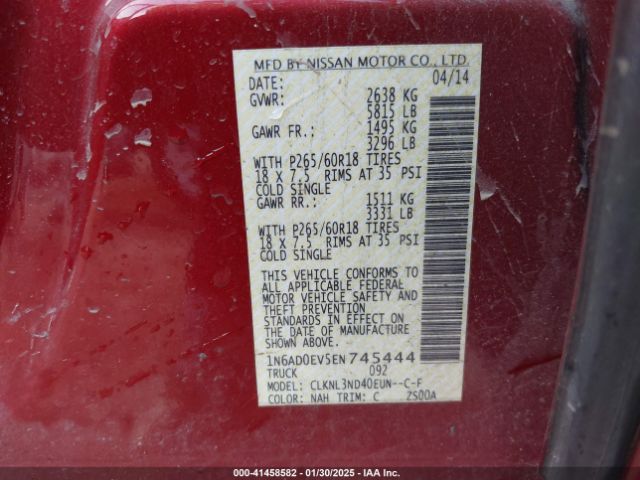 MFD BY NISSAN MOTOR CO., LTD.
DATE: 04/14
GVWR: 2638 KG
5815 LB
GAWR FR.: 1495 KG
3296 LB
WITH P265/60R18 TIRES
18 X 7.5 RIMS AT 35 PSI
COLD SINGLE
GAWR RR.: 1511 KG
3331 LB
WITH P265/60R18 TIRES
18 X 7.5 RIMS AT 35 PSI
COLD SINGLE
THIS VEHICLE CONFORMS TO
ALL APPLICABLE FEDERAL
MOTOR VEHICLE SAFETY AND
THEFT PREVENTION
STANDARDS IN EFFECT ON
THE DATE OF MANUFACTURE
SHOWN ABOVE.
1N6AD0EV5EN745444
TRUCK 092
MODEL: CLKNL3ND40EUN--C-F
COLOR: NAH TRIM: C ZS00A
000-41458582 — 01/30/2025 — IAA Inc.